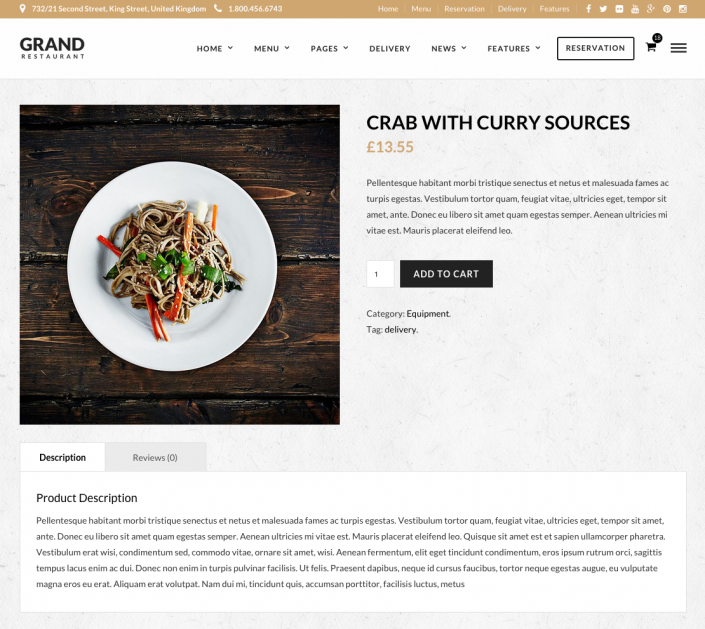 732/21 Second Street, King Street, United Kingdom 1.800.456.6743 Home Menu Reservation Delivery Features
GRAND
RESTAURANT
HOME MENU PAGES DELIVERY NEWS FEATURES RESERVATION
CRAB WITH CURRY SOURCES
£13.55
Pellentesque habitant morbi tristique senectus et netus et malesuada fames ac
turpis egestas. Vestibulum tortor quam, feugiat vitae, ultricies eget, tempor sit
amet, ante. Donec eu libero sit amet quam egestas semper. Aenean ultricies mi
vitae est. Mauris placerat eleifend leo.
1 ADD TO CART
Category: Equipment.
Tag: delivery.
Description Reviews (0)
Product Description
Pellentesque habitant morbi tristique senectus et netus et malesuada fames ac turpis egestas. Vestibulum tortor quam, feugiat vitae, ultricies eget, tempor sit amet,
ante. Donec eu libero sit amet quam egestas semper. Aenean ultricies mi vitae est. Mauris placerat eleifend leo. Quisque sit amet est et sapien ullamcorper pharetra.
Vestibulum erat wisi, condimentum sed, commodo vitae, ornare sit amet, wisi. Aenean fermentum, elit eget tincidunt condimentum, eros ipsum rutrum orci, sagittis
tempus lacus enim ac dui. Donec non enim in turpis pulvinar facilisis. Ut felis. Praesent dapibus, neque id cursus faucibus, tortor neque egestas augue, eu vulputate
magna eros eu erat. Aliquam erat volutpat. Nam dui mi, tincidunt quis, accumsan porttitor, facilisis luctus, metus